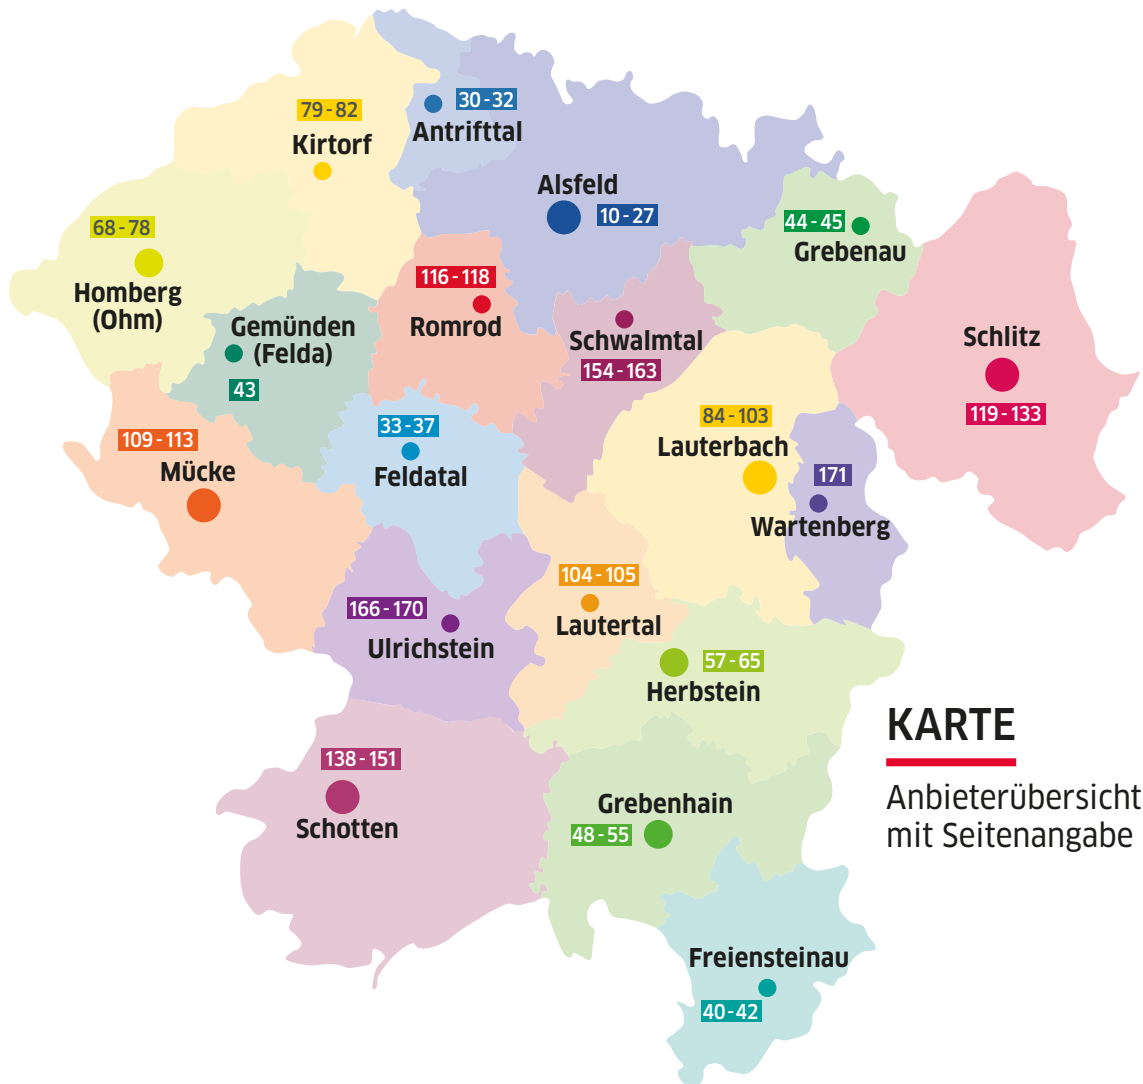 30 - 32
Antrifttal
79 - 82
Kirtorf
Alsfeld
10 - 27
44 - 45
Grebenau
68 - 78
Homberg
(Ohm)
116 - 118
Romrod
Gemünden
(Felda)
43
Schwalmtal
154 - 163
Schlitz
119 - 133
109 - 113
Mücke
33 - 37
Feldatal
84 - 103
Lauterbach
171
Wartenberg
104 - 105
Lautertal
166 - 170
Ulrichstein
57 - 65
Herbstein
138 - 151
Schotten
Grebenhain
48 - 55
Freiensteinau
40 - 42
KARTE
Anbieterübersicht
mit Seitenangabe